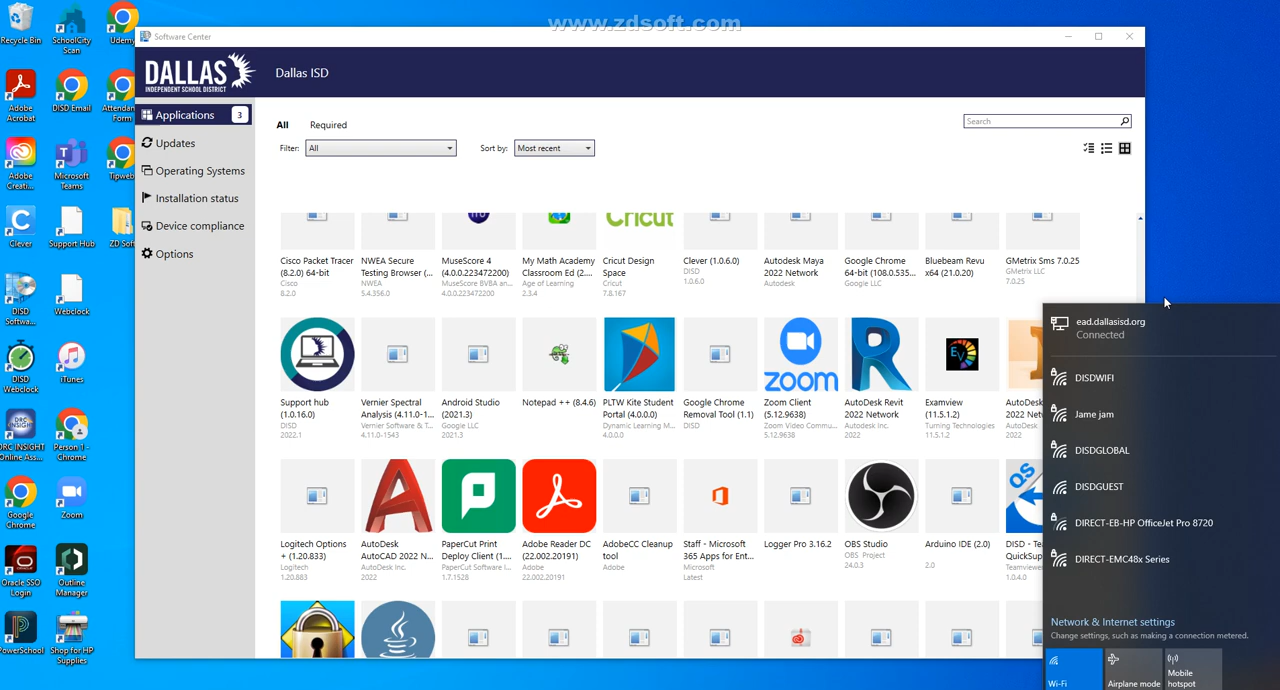 www.zdsoft.com
Recycle Bin
SchoolCity Scan
Udemy
Adobe Acrobat
DISD Email
Attendan... Form
Adobe Creati...
Microsoft Teams
Tipweb
Clever
Support Hub
ZD Soft
DISD Softwa...
Webclock
DISD Webclock
iTunes
DRC INSIGHT Online Ass...
Person 1 - Chrome
Google Chrome
Zoom
Oracle SSO Login
Outline Manager
PowerSchool
Shop for HP Supplies
Software Center
DALLAS
INDEPENDENT SCHOOL DISTRICT
Dallas ISD
Applications 3
Updates
Operating Systems
Installation status
Device compliance
Options
All Required
Search
Filter: All Sort by: Most recent
Cricut
Cisco Packet Tracer (8.2.0) 64-bit
Cisco
8.2.0
NWEA Secure Testing Browser (...
NWEA
5.4.356.0
MuseScore 4 (4.0.0.223472200)
MuseScore BVBA an...
4.0.0.223472200
My Math Academy Classroom Ed (2....
Age of Learning
2.3.4
Cricut Design Space
Cricut
7.8.167
Clever (1.0.6.0)
DISD
1.0.6.0
Autodesk Maya 2022 Network
Autodesk
Google Chrome 64-bit (108.0.535...
Google LLC
Bluebeam Revu x64 (21.0.20)
GMetrix Sms 7.0.25
GMetrix LLC
7.0.25
Support hub (1.0.16.0)
DISD
2022.1
Vernier Spectral Analysis (4.11.0-1...
Vernier Software & T...
4.11.0-1543
Android Studio (2021.3)
Google LLC
2021.3
Notepad ++ (8.4.6)
PLTW Kite Student Portal (4.0.0.0)
Dynamic Learning M...
4.0.0.0
Google Chrome Removal Tool (1.1)
DISD
zoom
Zoom Client (5.12.9638)
Zoom Video Commu...
5.12.9638
AutoDesk Revit 2022 Network
Autodesk Inc.
2022
EV
Examview (11.5.1.2)
Turning Technologies
11.5.1.2
AutoDesk
2022
Autodesk
2022
Logitech Options + (1.20.833)
Logitech
1.20.883
AutoDesk AutoCAD 2022 N...
AutoDesk Inc.
2022
PaperCut Print Deploy Client (1....
PaperCut Software I...
1.7.1528
Adobe Reader DC (22.002.20191)
Adobe
22.002.20191
AdobeCC Cleanup tool
Adobe
Staff - Microsoft 365 Apps for Ent...
Microsoft
Latest
Logger Pro 3.16.2
OBS Studio
OBS Project
24.0.3
Arduino IDE (2.0)
2.0
QS
DISD - Te
QuickSup
Teamviewer
1.0.4.0
ead.dallasisd.org
Connected
DISDWIFI
Jame jam
DISDGLOBAL
DISDGUEST
DIRECT-EB-HP OfficeJet Pro 8720
DIRECT-EMC48x Series
Network & Internet settings
Change settings, such as making a connection metered.
Wi-Fi
Airplane mode
Mobile hotspot